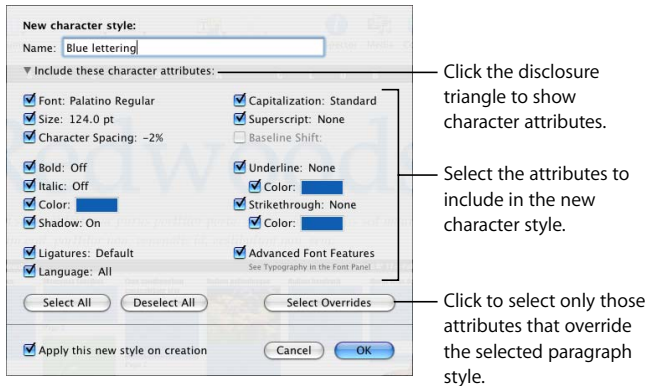 New character style:
Name: Blue lettering
Include these character attributes:
Click the disclosure
triangle to show
character attributes.
Font: Palatino Regular
Capitalization: Standard
Size: 124.0 pt
Superscript: None
Character Spacing: -2%
Baseline Shift:
Bold: Off
Underline: None
Italic: Off
Color:
Color:
Strikethrough: None
Shadow: On
Color:
Select the attributes to
include in the new
character style.
Ligatures: Default
Advanced Font Features
See Typography in the Font Panel
Language: All
Select All
Deselect All
Select Overrides
Click to select only those
attributes that override
the selected paragraph
style.
Apply this new style on creation
Cancel
OK